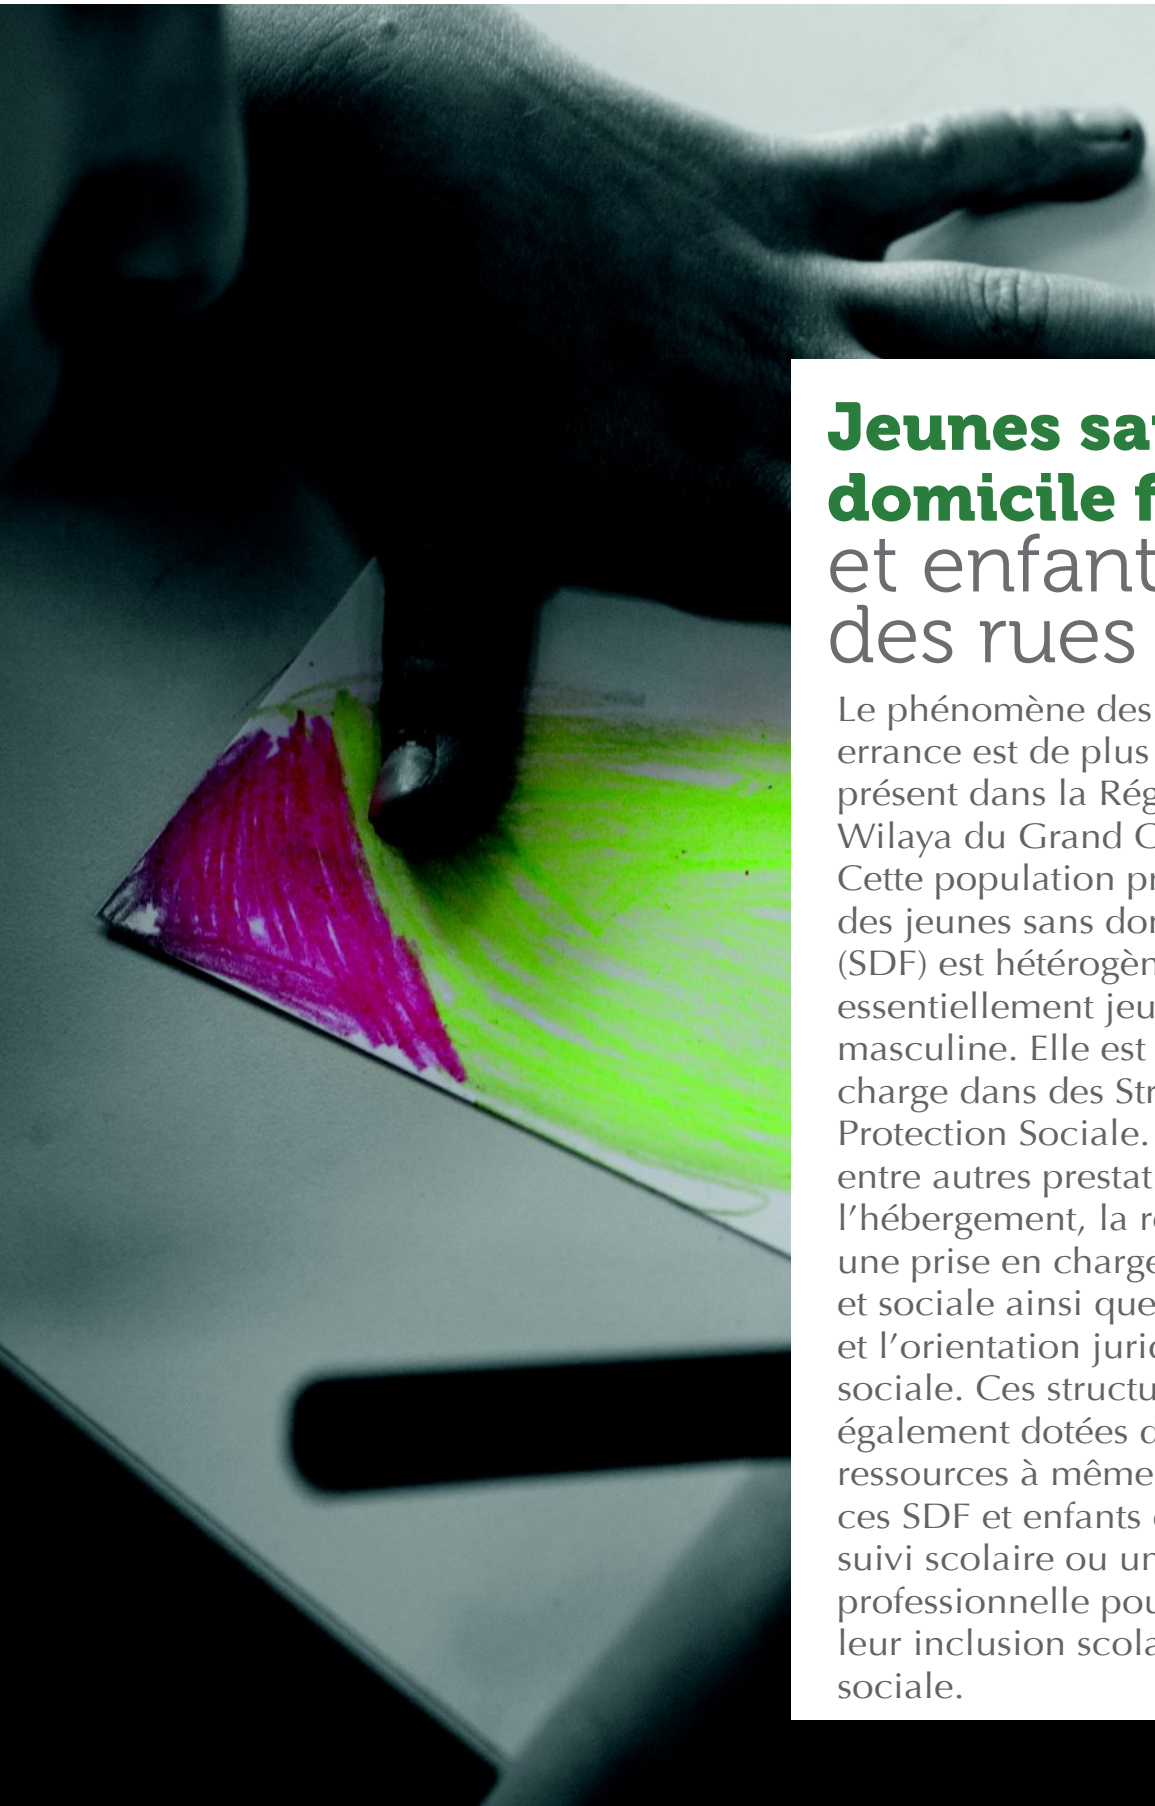 Jeunes sa
domicile f
et enfant
des rues
Le phénomène des
errance est de plus
présent dans la Rég
Wilaya du Grand C
Cette population pr
des jeunes sans do
(SDF) est hétérogèn
essentiellement jeu
masculine. Elle est
charge dans des Str
Protection Sociale.
entre autres prestat
l’hébergement, la r
une prise en charge
et sociale ainsi que
et l’orientation juri
sociale. Ces structu
également dotées d
ressources à même
ces SDF et enfants
suivi scolaire ou un
professionnelle pou
leur inclusion scola
sociale.